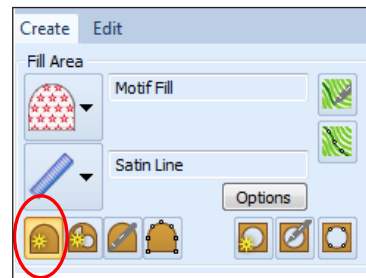 Create Edit
Fill Area
Motif Fill
Satin Line
Options